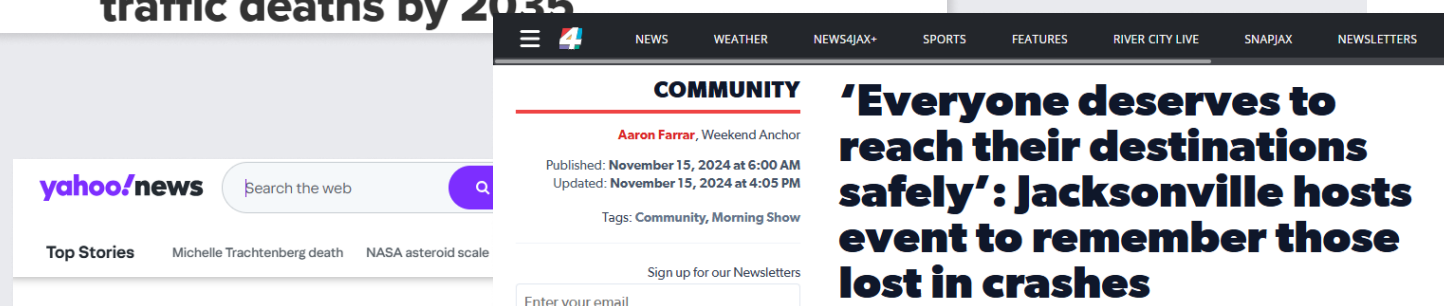 traffic deaths by 2035
4 NEWS WEATHER NEWS4JAX+ SPORTS FEATURES RIVER CITY LIVE SNAPJAX NEWSLETTERS
COMMUNITY
Aaron Farrar, Weekend Anchor
Published: November 15, 2024 at 6:00 AM
Updated: November 15, 2024 at 4:05 PM
Tags: Community, Morning Show
Sign up for our Newsletters
Enter your email
‘Everyone deserves to
reach their destinations
safely’: Jacksonville hosts
event to remember those
lost in crashes
yahoo!news Search the web
Top Stories Michelle Trachtenberg death NASA asteroid scale